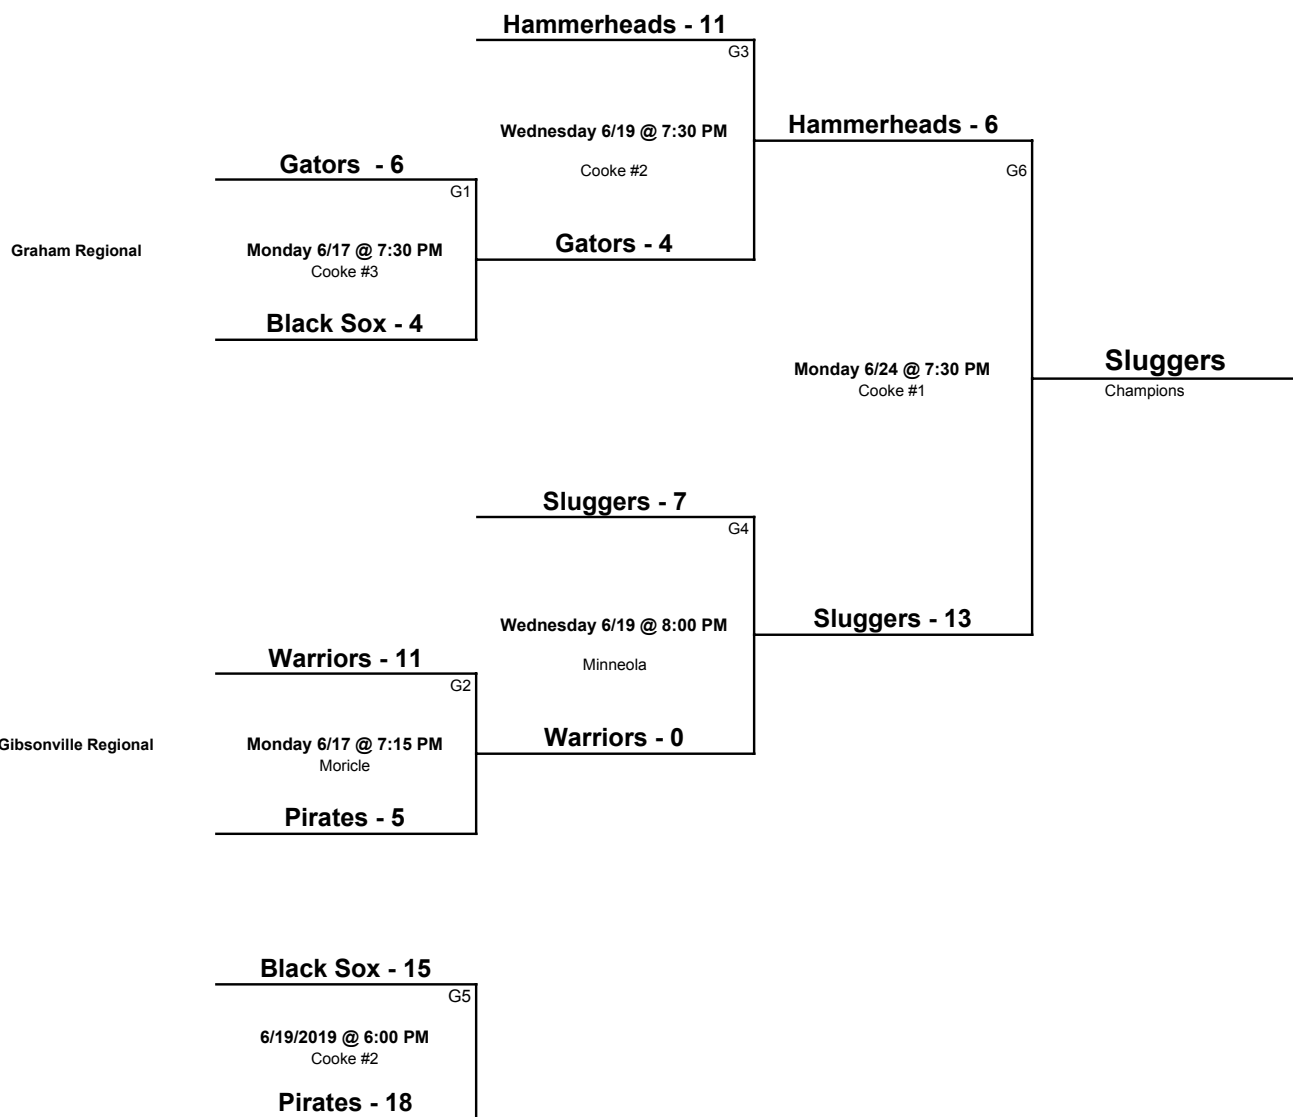 Hammerheads - 11
G3
Wednesday 6/19 @ 7:30 PM
Cooke #2
Hammerheads - 6
G6
Gators - 6
G1
Graham Regional
Monday 6/17 @ 7:30 PM
Cooke #3
Gators - 4
Black Sox - 4
Monday 6/24 @ 7:30 PM
Cooke #1
Sluggers
Champions
Sluggers - 7
G4
Wednesday 6/19 @ 8:00 PM
Minneola
Sluggers - 13
Warriors - 11
G2
Gibsonville Regional
Monday 6/17 @ 7:15 PM
Moricle
Warriors - 0
Pirates - 5
Black Sox - 15
G5
6/19/2019 @ 6:00 PM
Cooke #2
Pirates - 18